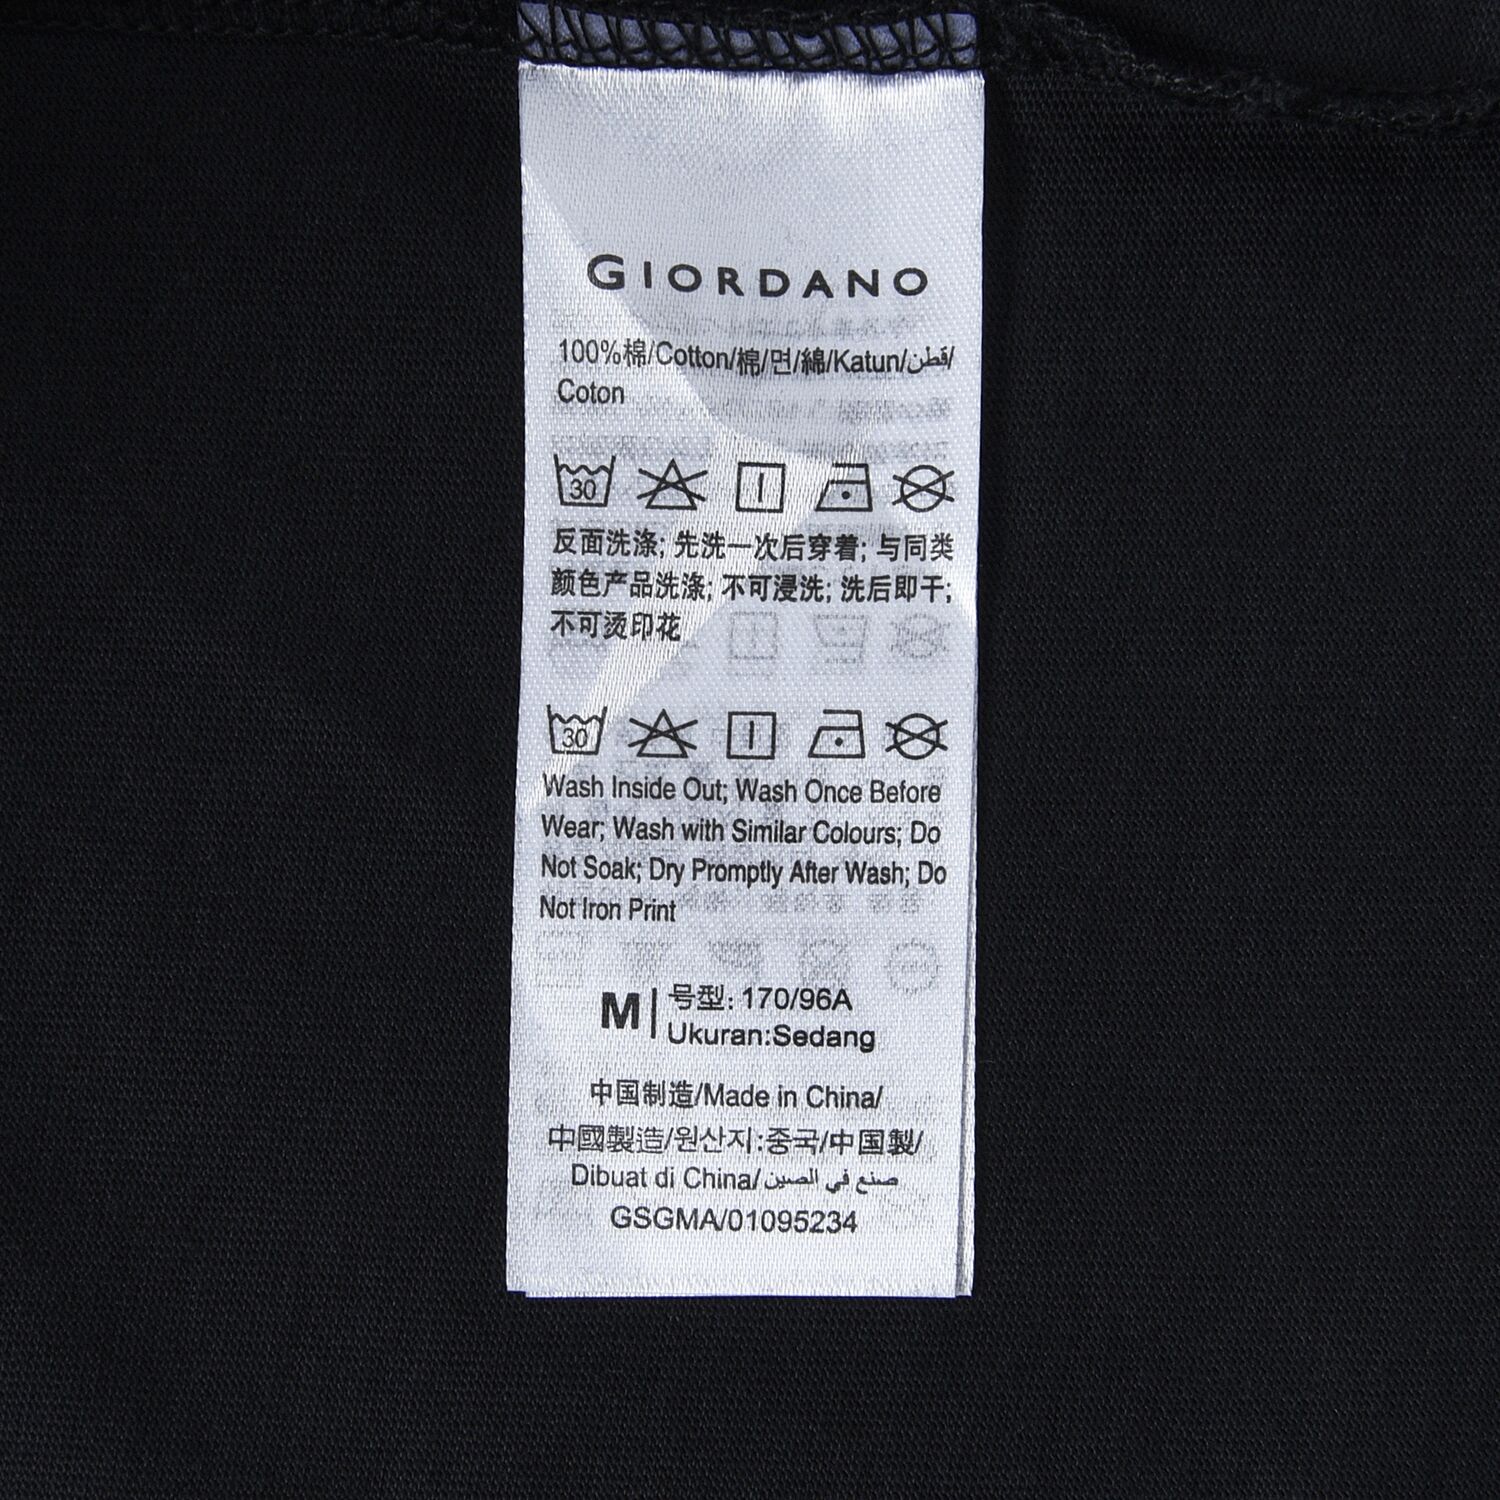 GIORDANO
100%棉/Cotton/棉/면/綿/Katun/قطن/
Coton
30
反面洗涤; 先洗一次后穿着; 与同类
颜色产品洗涤; 不可浸洗; 洗后即干;
不可烫印花
30
Wash Inside Out; Wash Once Before
Wear; Wash with Similar Colours; Do
Not Soak; Dry Promptly After Wash; Do
Not Iron Print
M 号型: 170/96A
Ukuran:Sedang
中国制造/Made in China/
中國製造/원산지:중국/中国製/
Dibuat di China/صنع في الصين
GSGMA/01095234